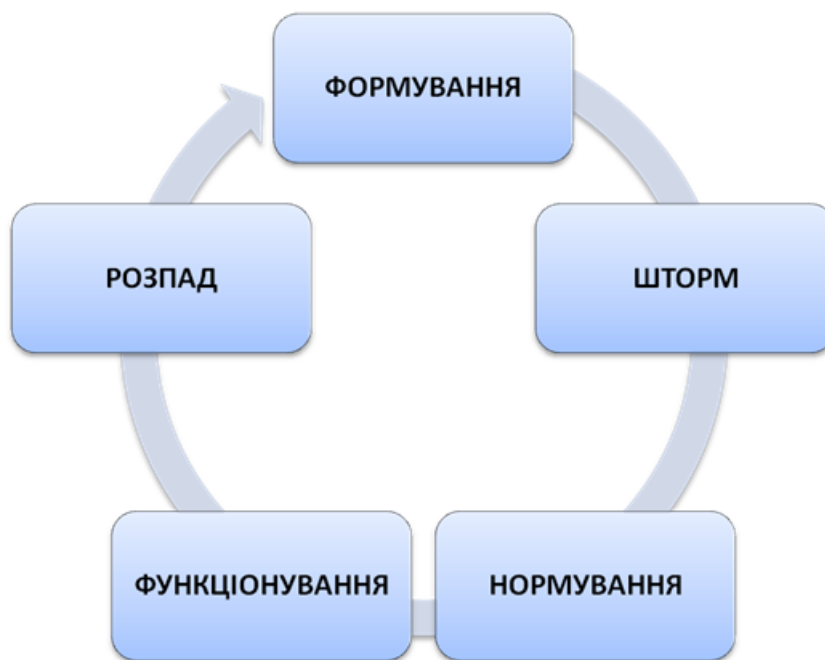 ФОРМУВАННЯ
ШТОРМ
НОРМУВАННЯ
ФУНКЦІОНУВАННЯ
РОЗПАД